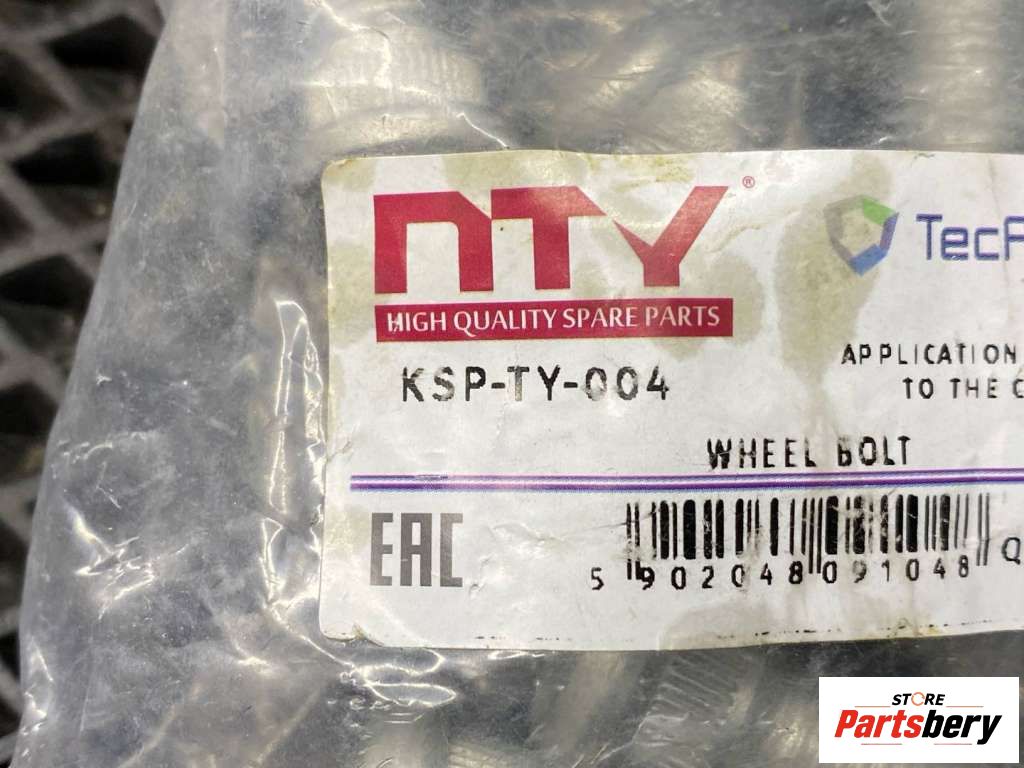 NTY®
HIGH QUALITY SPARE PARTS
KSP-TY-004
APPLICATION
TO THE
WHEEL BOLT
EAC
5 902048 091048
STORE
Partsbery